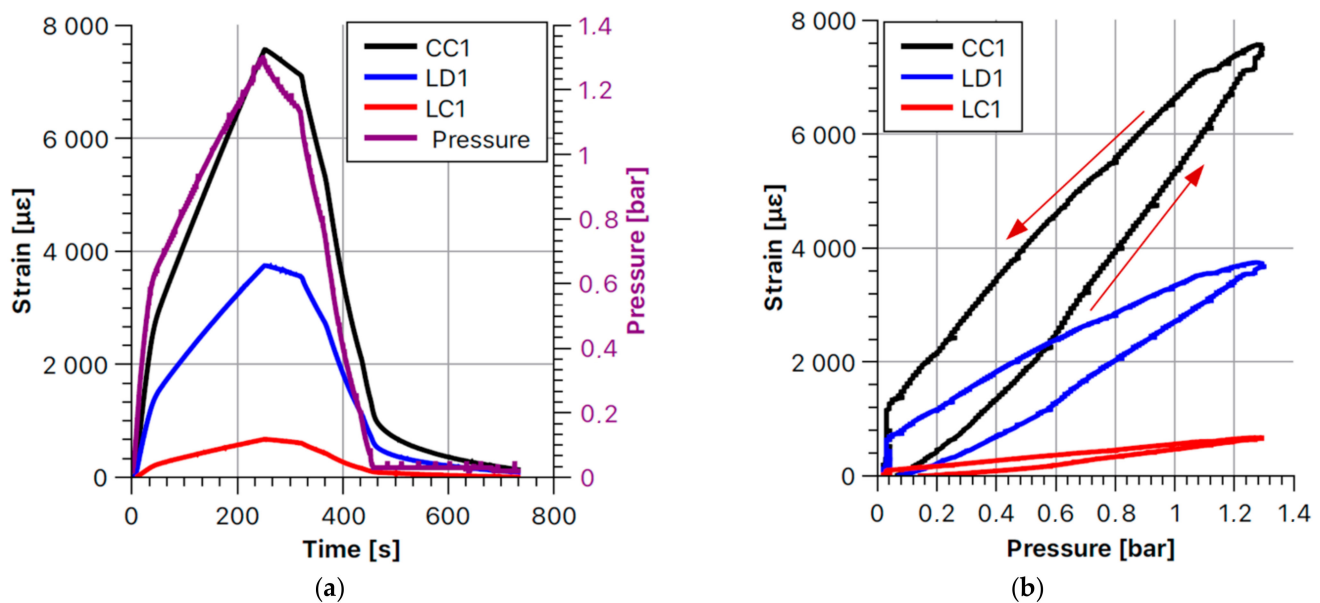 8 000
6 000
4 000
2 000
0
Strain [με]
0 200 400 600 800
Time [s]
1.4
1.2
1
0.8
0.6
0.4
0.2
0
Pressure [bar]
CC1
LD1
LC1
Pressure
(a)
8 000
6 000
4 000
2 000
0
Strain [με]
0 0.2 0.4 0.6 0.8 1 1.2 1.4
Pressure [bar]
CC1
LD1
LC1
(b)